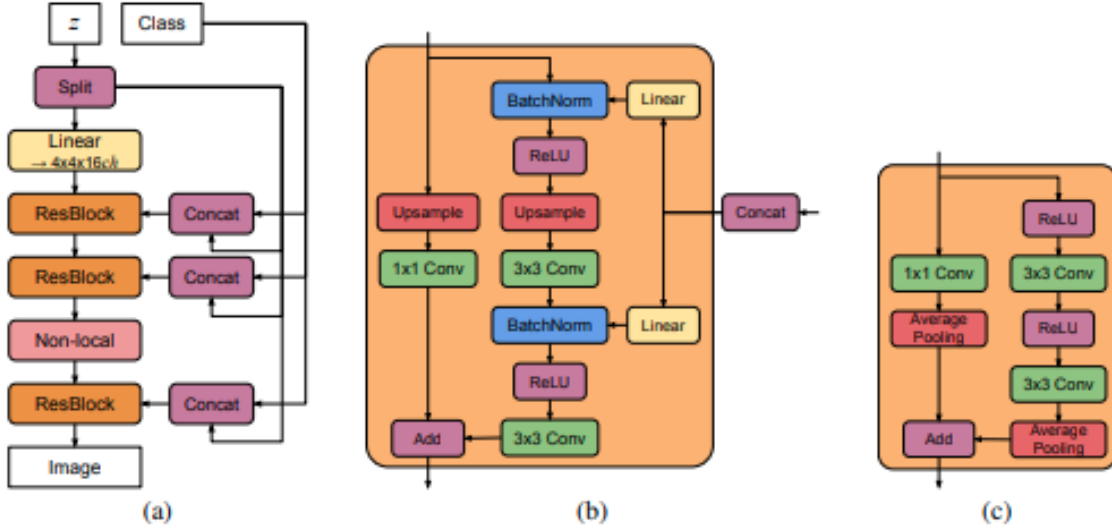 z
Class
Split
Linear
→ 4x4x16ch
ResBlock
Concat
ResBlock
Concat
Non-local
ResBlock
Concat
Image
(a)
BatchNorm
Linear
ReLU
Upsample
Upsample
Concat
1x1 Conv
3x3 Conv
BatchNorm
Linear
ReLU
Add
3x3 Conv
(b)
ReLU
1x1 Conv
3x3 Conv
Average
Pooling
ReLU
3x3 Conv
Add
Average
Pooling
(c)